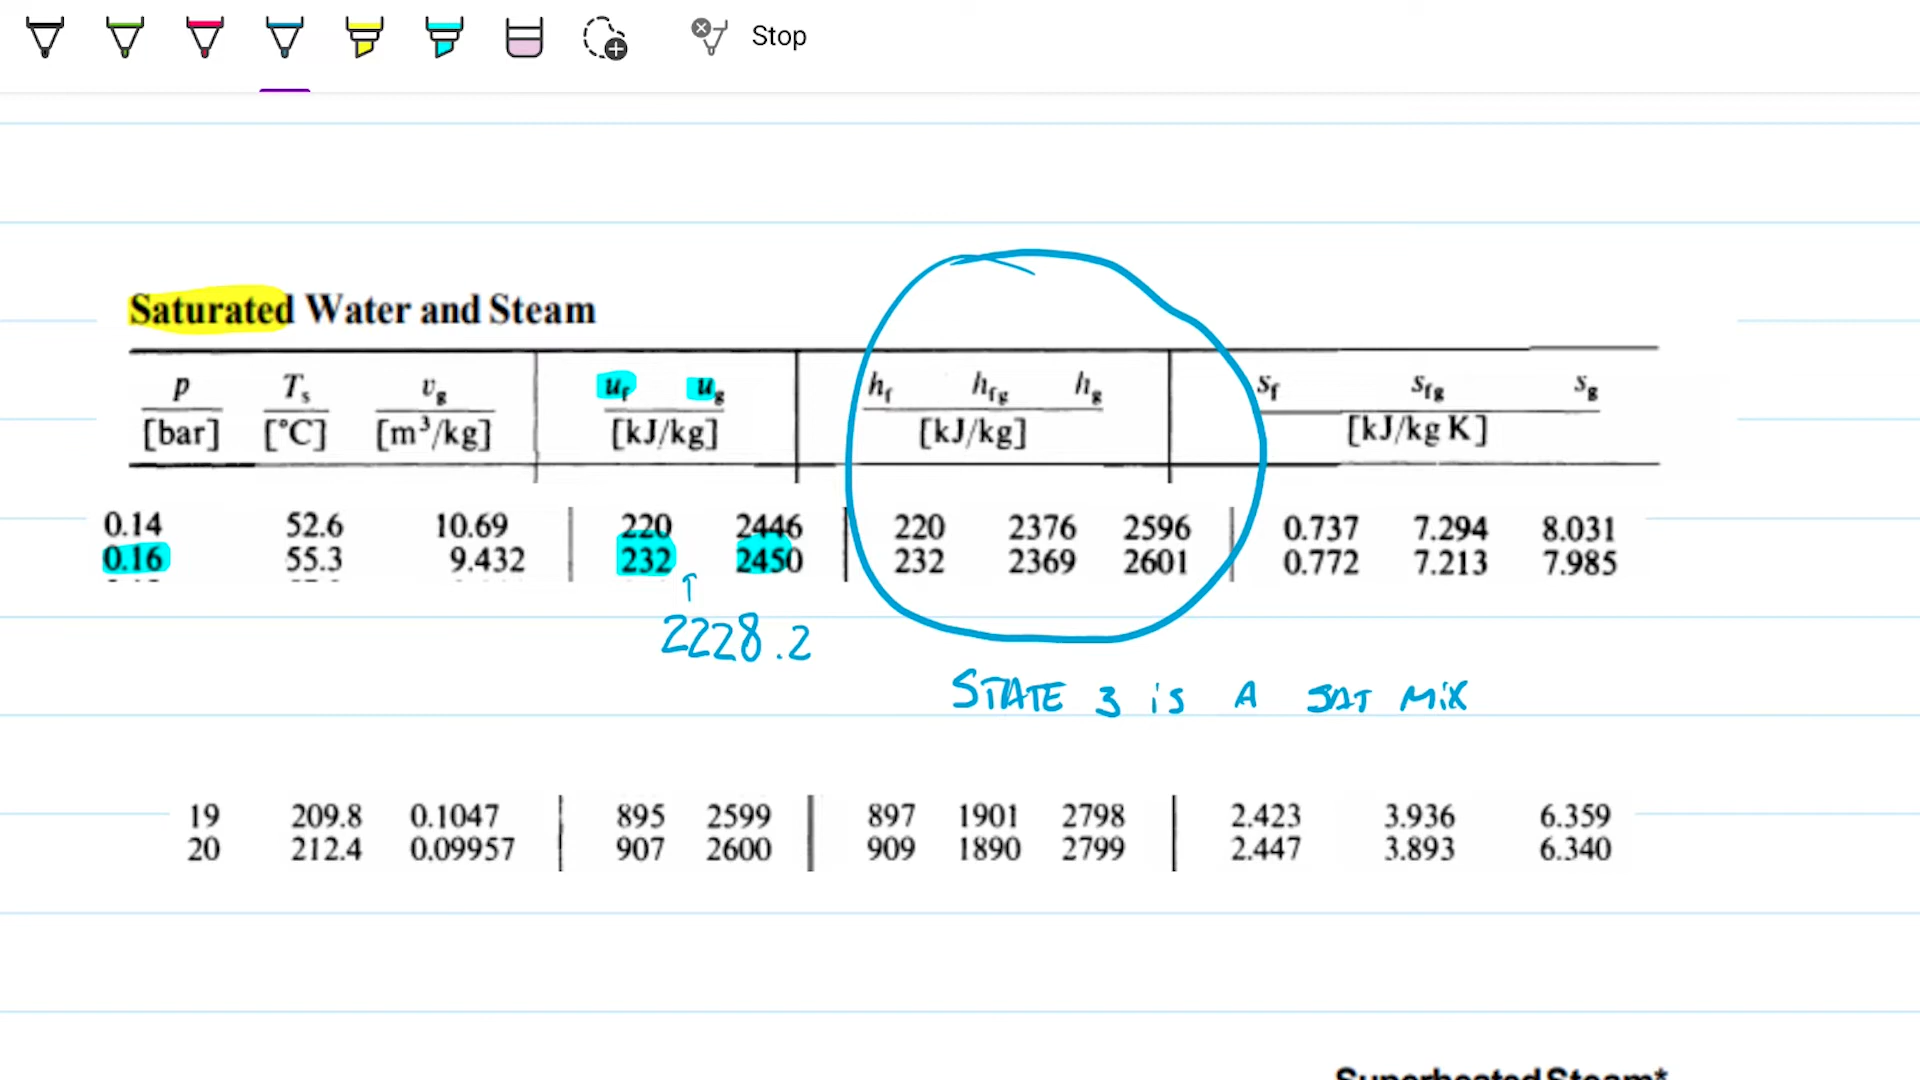 Stop
Saturated Water and Steam
p Ts vg uf ug hf hfg hg sf sfg sg
[bar] [°C] [m³/kg] [kJ/kg] [kJ/kg] [kJ/kg K]
0.14 52.6 10.69 220 2446 220 2376 2596 0.737 7.294 8.031
0.16 55.3 9.432 232 2450 232 2369 2601 0.772 7.213 7.985
2228.2
STATE 3 is A SAT MiX
19 209.8 0.1047 895 2599 897 1901 2798 2.423 3.936 6.359
20 212.4 0.09957 907 2600 909 1890 2799 2.447 3.893 6.340
Superheated Steam*